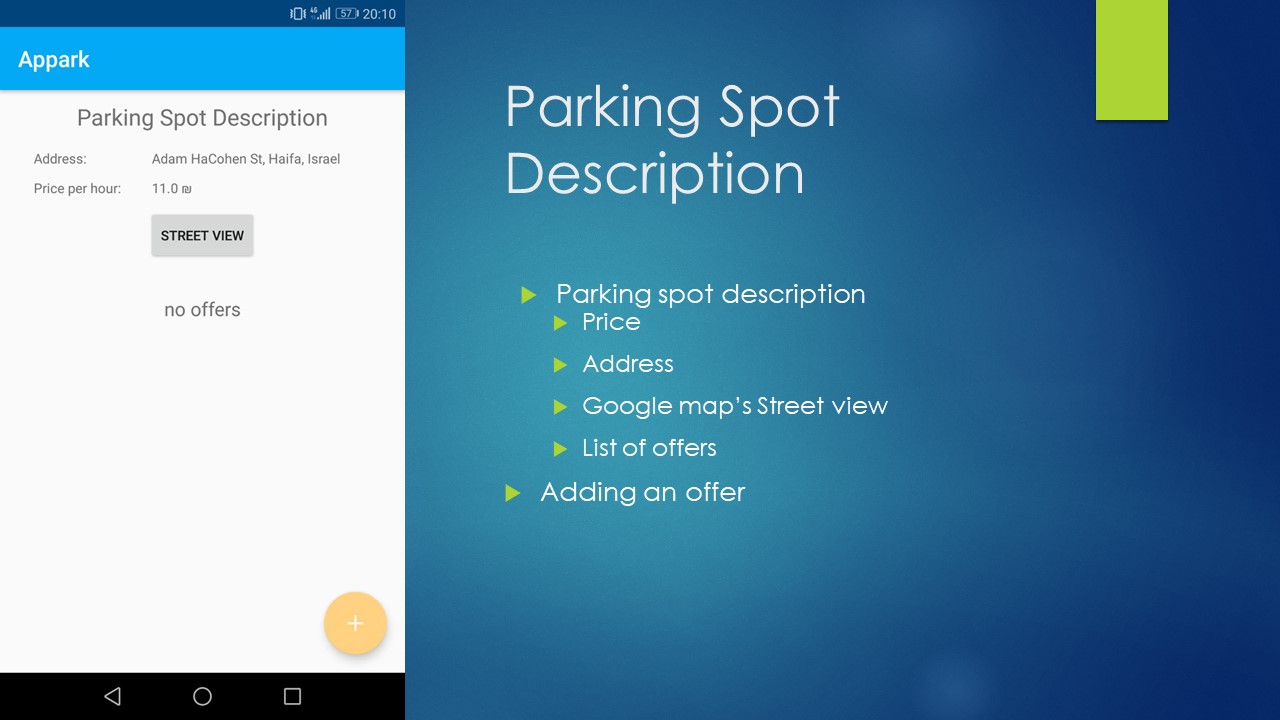 4G 57 20:10
Appark
Parking Spot Description
Address: Adam HaCohen St, Haifa, Israel
Price per hour: 11.0 ₪
STREET VIEW
no offers
+
Parking Spot
Description
Parking spot description
Price
Address
Google map’s Street view
List of offers
Adding an offer